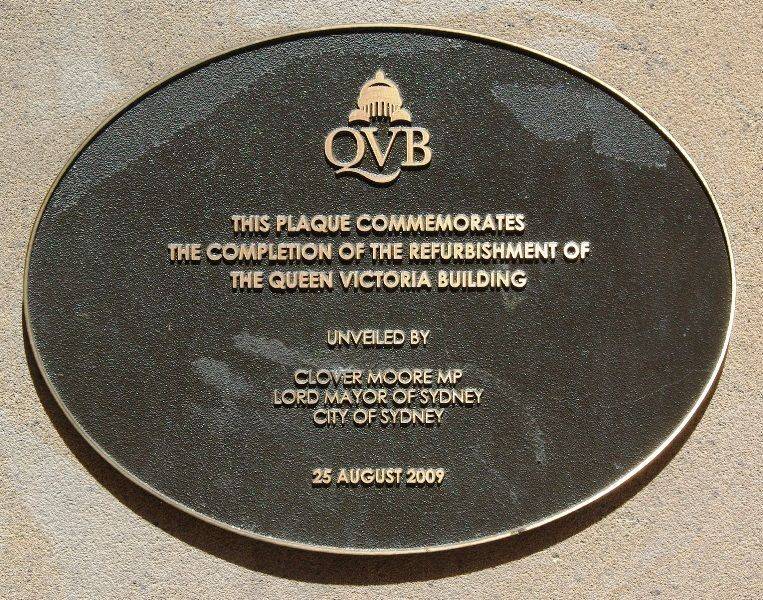 QVB
THIS PLAQUE COMMEMORATES
THE COMPLETION OF THE REFURBISHMENT OF
THE QUEEN VICTORIA BUILDING
UNVEILED BY
CLOVER MOORE MP
LORD MAYOR OF SYDNEY
CITY OF SYDNEY
25 AUGUST 2009